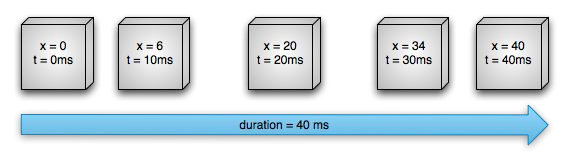 x = 0
t = 0ms
x = 6
t = 10ms
x = 20
t = 20ms
x = 34
t = 30ms
x = 40
t = 40ms
duration = 40 ms